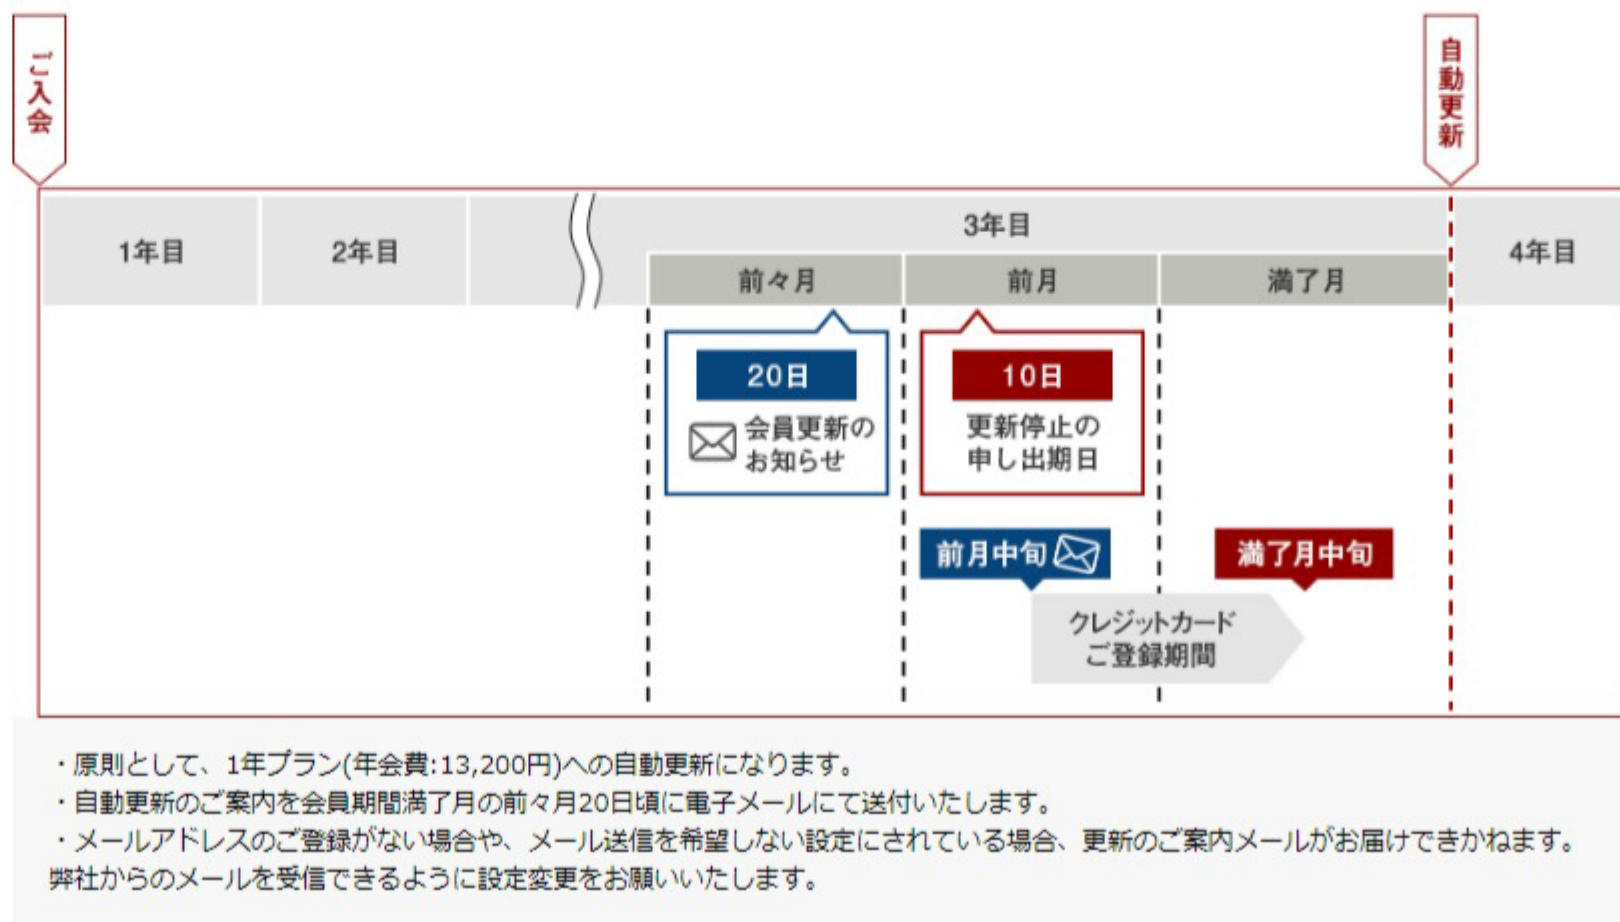 ご入会
自動更新
1年目
2年目
3年目
4年目
前々月
前月
満了月
20日
会員更新の
お知らせ
10日
更新停止の
申し出期日
前月中旬
満了月中旬
クレジットカード
ご登録期間
・原則として、1年プラン(年会費:13,200円)への自動更新になります。
・自動更新のご案内を会員期間満了月の前々月20日頃に電子メールにて送付いたします。
・メールアドレスのご登録がない場合や、メール送信を希望しない設定にされている場合、更新のご案内メールがお届けできかねます。
弊社からのメールを受信できるように設定変更をお願いいたします。